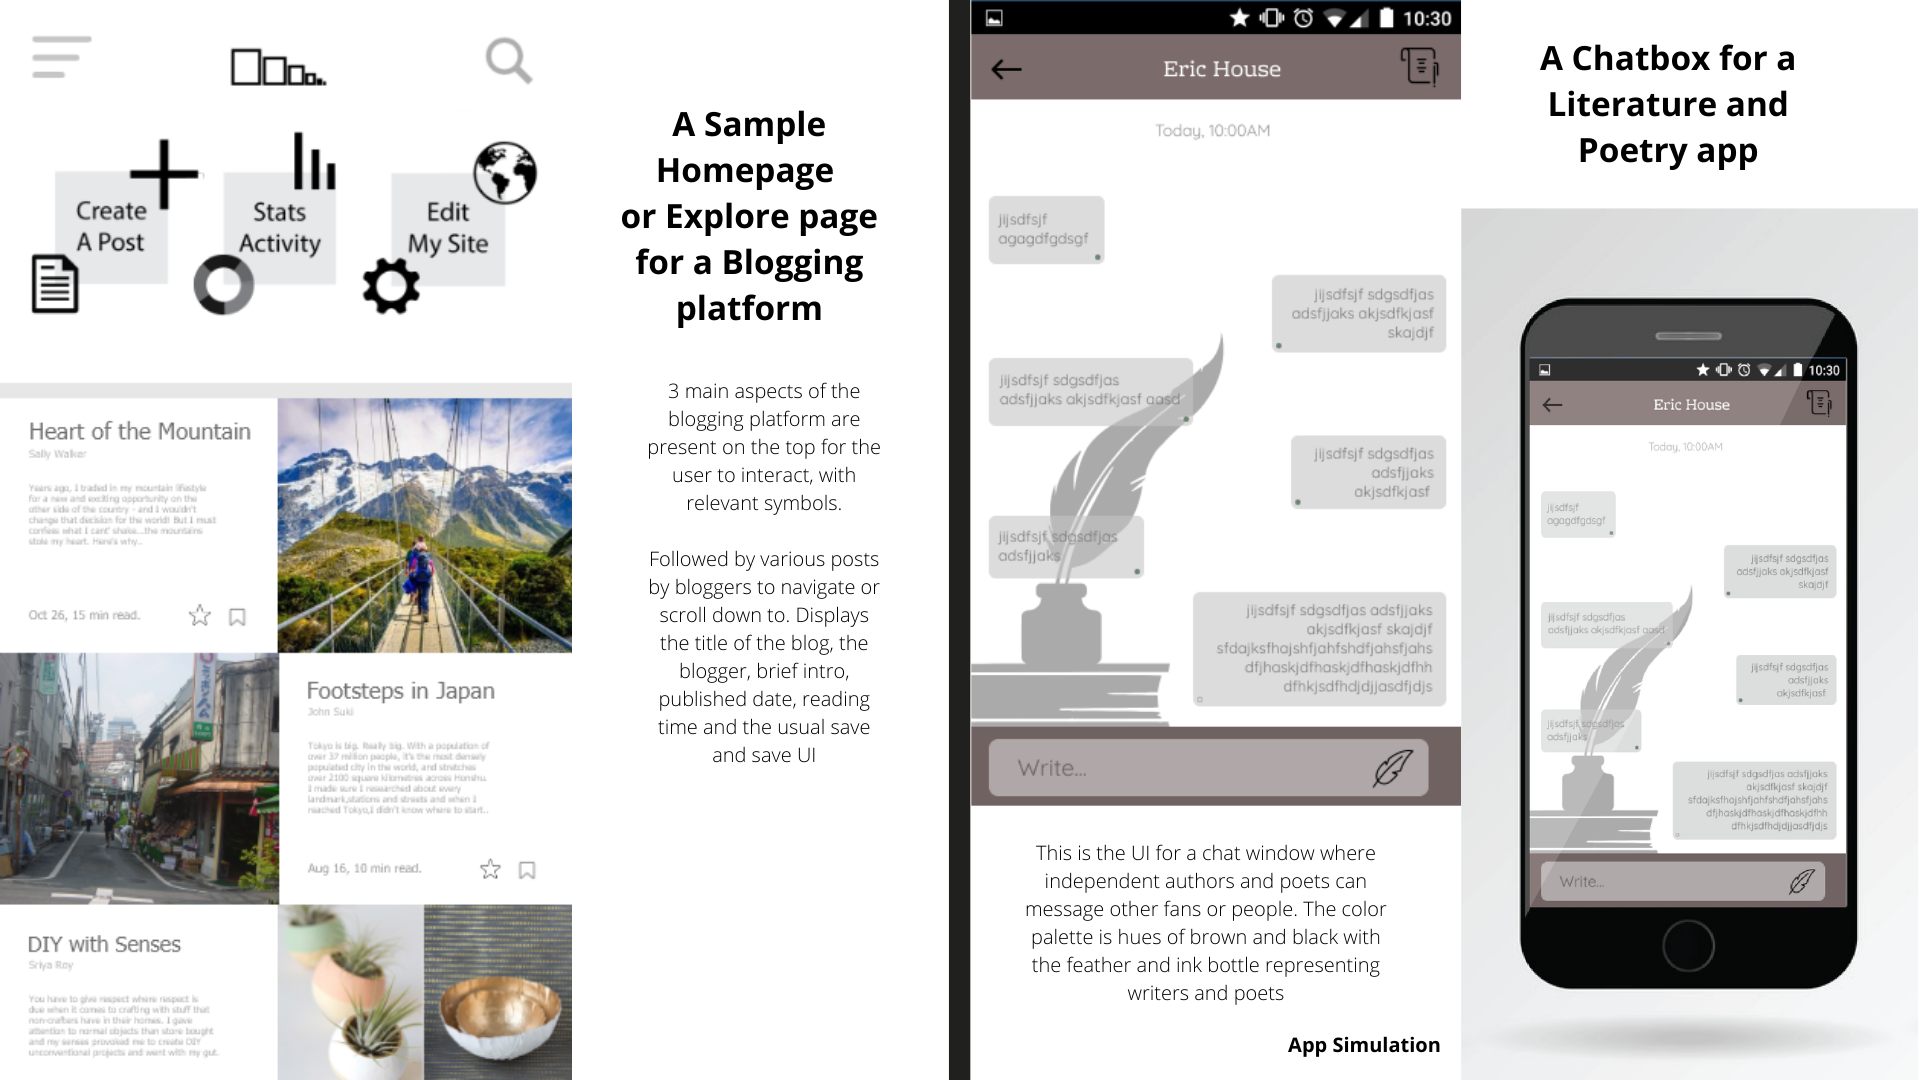 Create
A Post
Stats
Activity
Edit
My Site
Heart of the Mountain
Sally Walker
Years ago, I traded in my mountain lifestyle
for a new and exciting opportunity on the
other side of the country - and I wouldn't
change that decision for the world! But I must
confess what I cant' shake...the mountains
stole my heart. Here's why..
Oct 26, 15 min read.
Footsteps in Japan
John Suki
Tokyo is big. Really big. With a population of
over 37 million people, it's the most densely
populated city in the world, and stretches
over 2100 square kilometres across Honshu.
I made sure I researched about every
landmark,stations and streets and when I
reached Tokyo,I didn't know where to start..
Aug 16, 10 min read.
DIY with Senses
Sriya Roy
You have to give respect where respect is
due when it comes to crafting with stuff that
non-crafters have in their homes. I gave
attention to normal objects than store bought
and my senses provoked me to create DIY
unconventional projects and went with my gut.
A Sample
Homepage
or Explore page
for a Blogging
platform
3 main aspects of the
blogging platform are
present on the top for the
user to interact, with
relevant symbols.
Followed by various posts
by bloggers to navigate or
scroll down to. Displays
the title of the blog, the
blogger, brief intro,
published date, reading
time and the usual save
and save UI
10:30
Eric House
Today, 10:00AM
jijsdfsjf
agagdfgdsgf
jijsdfsjf sdgsdfjas
adsfjjaks akjsdfkjasf
skajdjf
jijsdfsjf sdgsdfjas
adsfjjaks akjsdfkjasf aasd
jijsdfsjf sdgsdfjas
adsfjjaks
akjsdfkjasf
jijsdfsjf sdgsdfjas
adsfjjaks
jijsdfsjf sdgsdfjas adsfjjaks
akjsdfkjasf skajdjf
sfdajksfhajshfjahfshdfjahsfjahs
dfjhaskjdfhaskjdfhaskjdfhh
dfhkjsdfhdjdjjasdfjdjs
Write...
This is the UI for a chat window where
independent authors and poets can
message other fans or people. The color
palette is hues of brown and black with
the feather and ink bottle representing
writers and poets
App Simulation
A Chatbox for a
Literature and
Poetry app
10:30
Eric House
Today, 10:00AM
jijsdfsjf
agagdfgdsgf
jijsdfsjf sdgsdfjas
adsfjjaks akjsdfkjasf
skajdjf
jijsdfsjf sdgsdfjas
adsfjjaks akjsdfkjasf aasd
jijsdfsjf sdgsdfjas
adsfjjaks
akjsdfkjasf
jijsdfsjf sdgsdfjas
adsfjjaks
jijsdfsjf sdgsdfjas adsfjjaks
akjsdfkjasf skajdjf
sfdajksfhajshfjahfshdfjahsfjahs
dfjhaskjdfhaskjdfhaskjdfhh
dfhkjsdfhdjdjjasdfjdjs
Write...